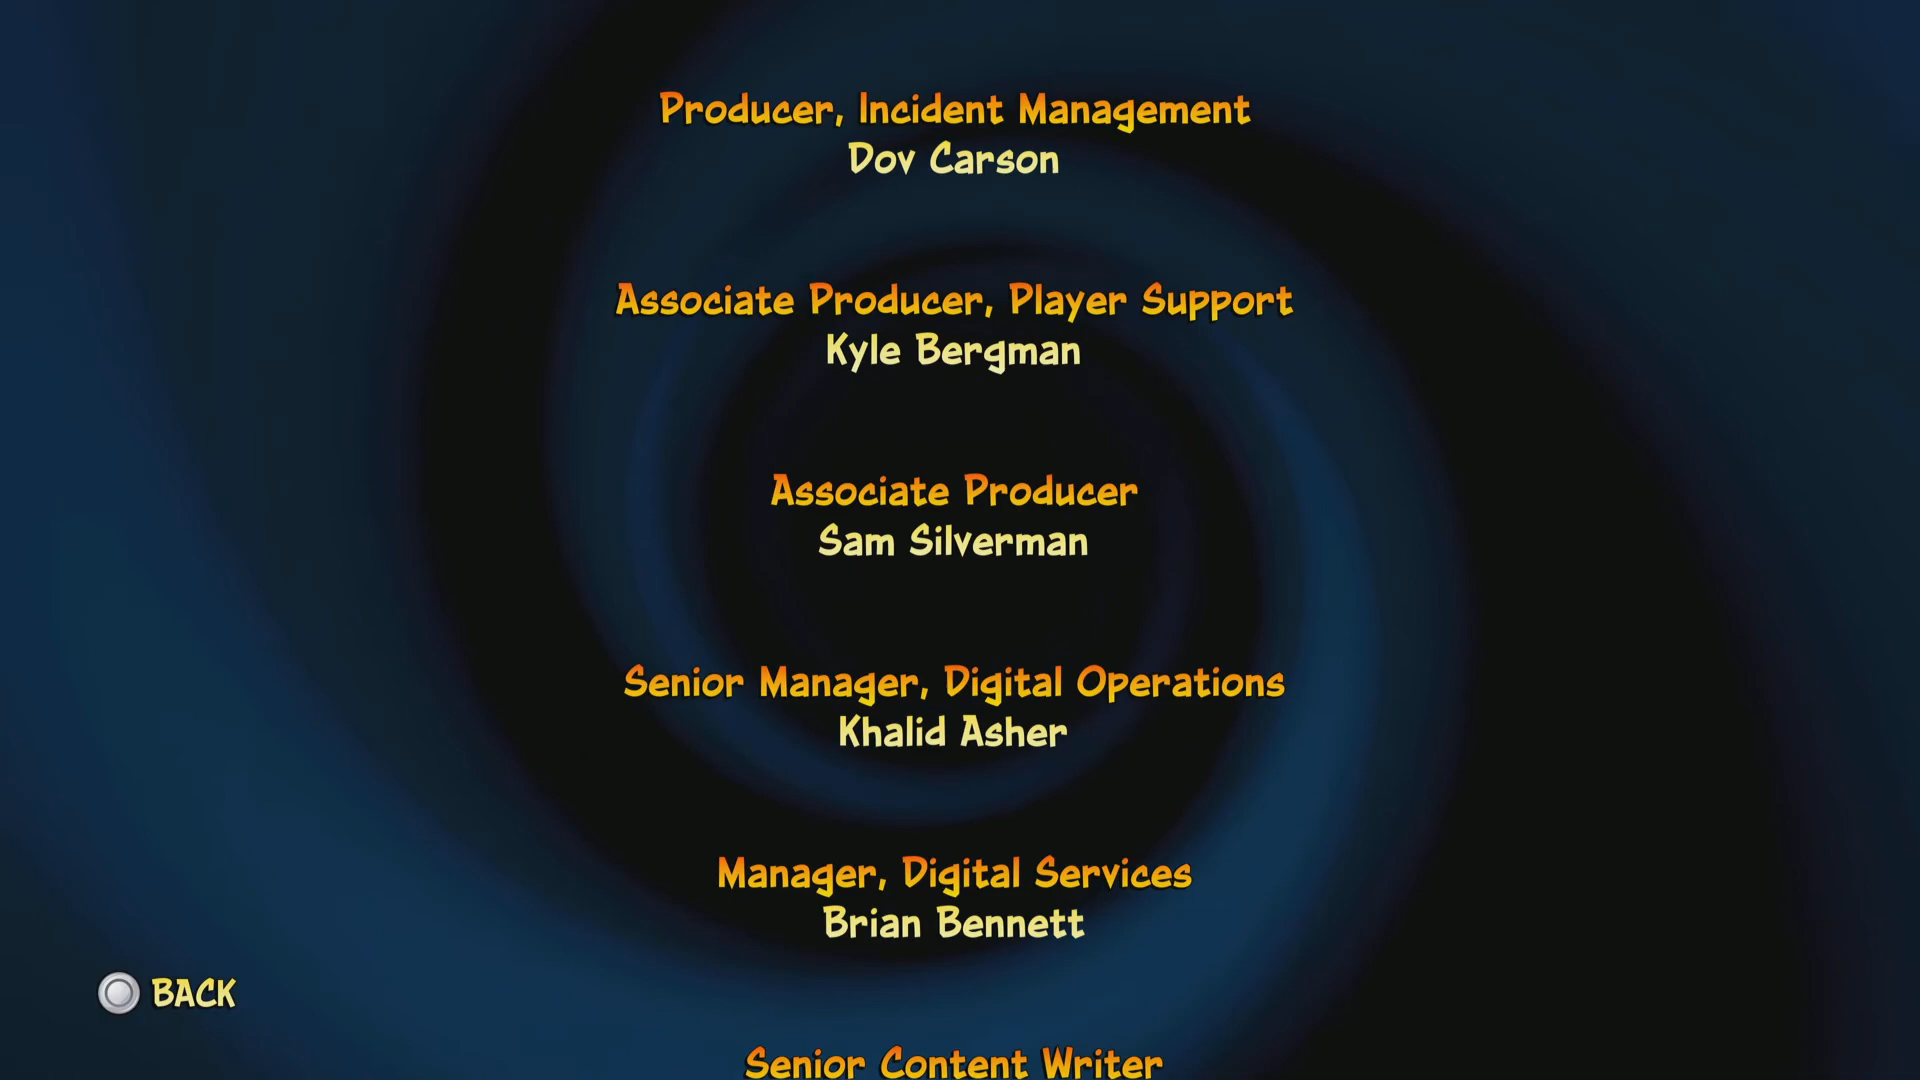 Producer, Incident Management
Dov Carson
Associate Producer, Player Support
Kyle Bergman
Associate Producer
Sam Silverman
Senior Manager, Digital Operations
Khalid Asher
Manager, Digital Services
Brian Bennett
BACK
Senior Content Writer